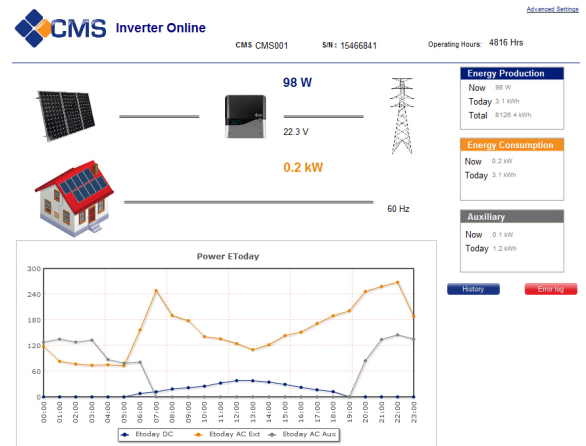 Advanced Settings
CMS Inverter Online
CMS CMS001 S/N: 15466841 Operating Hours: 4816 Hrs
98 W
22.3 V
0.2 kW
60 Hz
Energy Production
Now 98 W
Today 3.1 kWh
Total 8126.4 kWh
Energy Consumption
Now 0.2 kW
Today 3.1 kWh
Auxiliary
Now 0.1 kW
Today 1.2 kWh
History Error log
Power EToday
300
240
180
120
60
0
00:00 01:00 02:00 03:00 04:00 05:00 06:00 07:00 08:00 09:00 10:00 11:00 12:00 13:00 14:00 15:00 16:00 17:00 18:00 19:00 20:00 21:00 22:00 23:00
Etoday DC Etoday AC Ext Etoday AC Aux